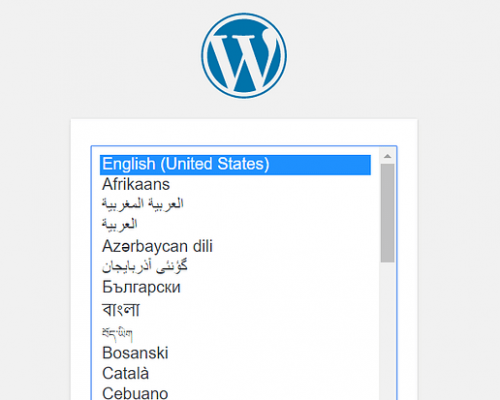 English (United States)
Afrikaans
العربية المغربية
العربية
Azərbaycan dili
گؤنئی آذربایجان
Български
বাংলা
བོད་ཡིག
Bosanski
Català
Cebuano